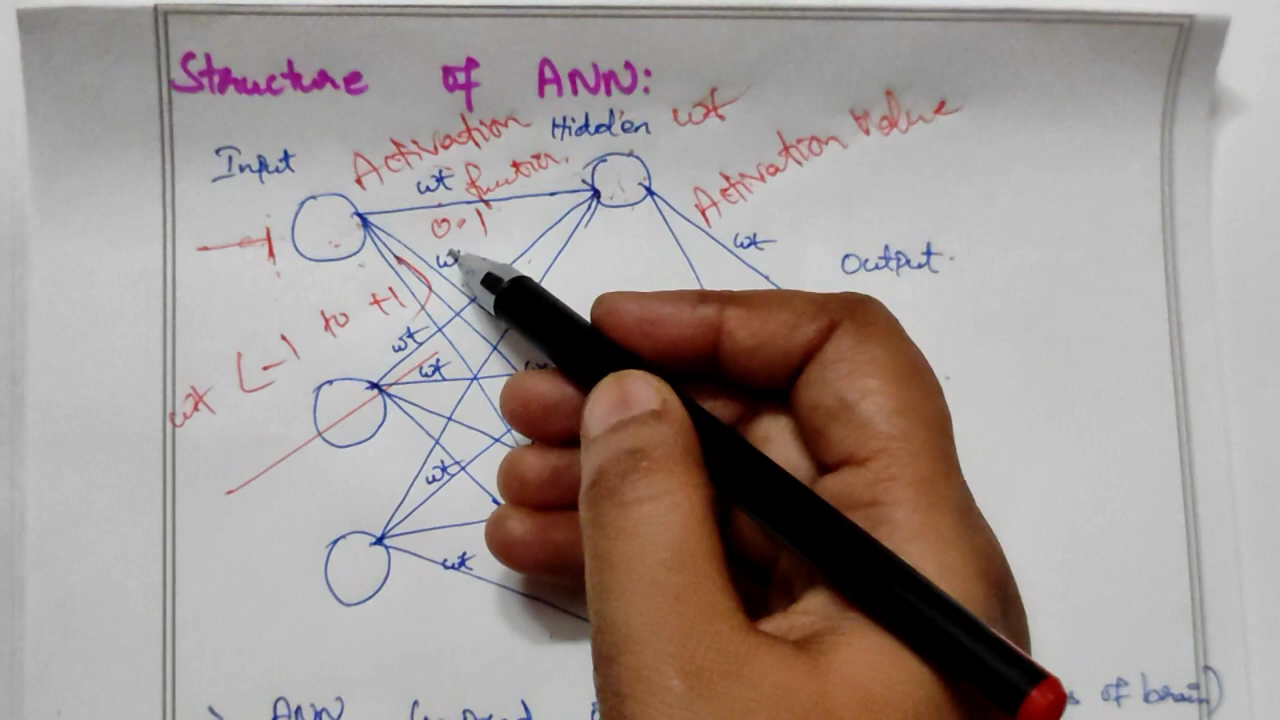 Structure of ANN:
Activation Hidden wt
Input
wt function.
Activation Value
0.1
wt
wt
Output.
wt (-1 to +1)
wt
wt
wt
wt
> ANN
s of brain)